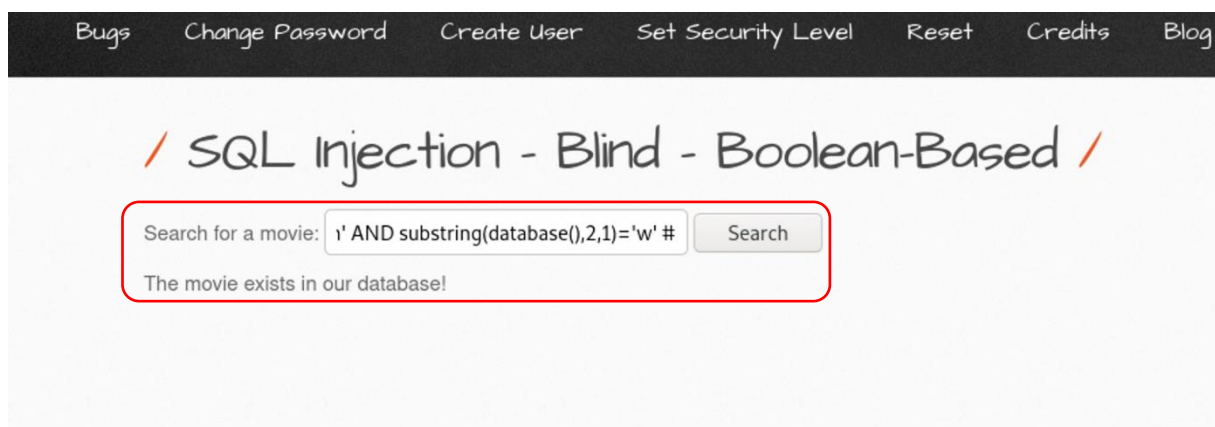 Bugs Change Password Create User Set Security Level Reset Credits Blog
/ SQL Injection - Blind - Boolean-Based /
Search for a movie: ' AND substring(database(),2,1)='w' # Search
The movie exists in our database!